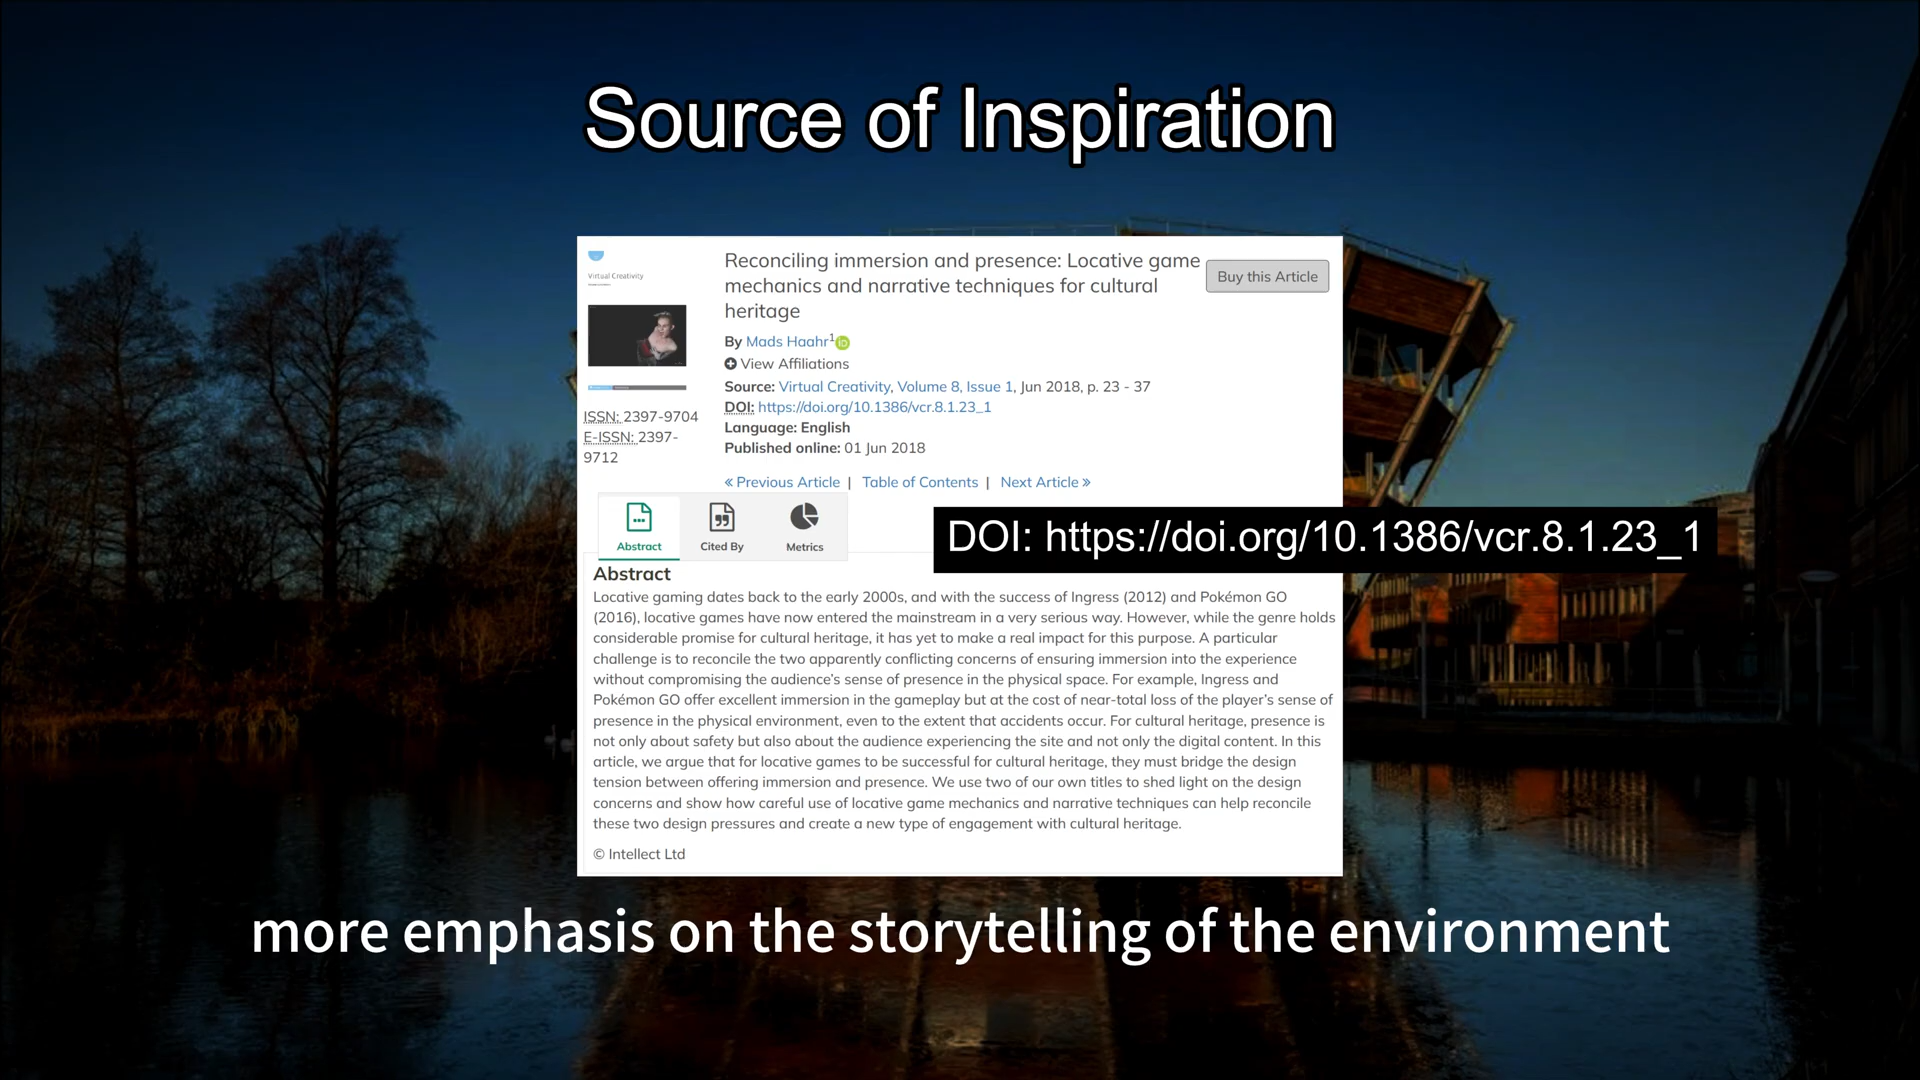 Source of Inspiration
Virtual Creativity
Reconciling immersion and presence: Locative game
mechanics and narrative techniques for cultural
heritage
Buy this Article
By Mads Haahr1
View Affiliations
Source: Virtual Creativity, Volume 8, Issue 1, Jun 2018, p. 23 - 37
DOI: https://doi.org/10.1386/vcr.8.1.23_1
Language: English
Published online: 01 Jun 2018
ISSN: 2397-9704
E-ISSN: 2397-
9712
« Previous Article | Table of Contents | Next Article »
Abstract Cited By Metrics
DOI: https://doi.org/10.1386/vcr.8.1.23_1
Abstract
Locative gaming dates back to the early 2000s, and with the success of Ingress (2012) and Pokémon GO
(2016), locative games have now entered the mainstream in a very serious way. However, while the genre holds
considerable promise for cultural heritage, it has yet to make a real impact for this purpose. A particular
challenge is to reconcile the two apparently conflicting concerns of ensuring immersion into the experience
without compromising the audience's sense of presence in the physical space. For example, Ingress and
Pokémon GO offer excellent immersion in the gameplay but at the cost of near-total loss of the player's sense of
presence in the physical environment, even to the extent that accidents occur. For cultural heritage, presence is
not only about safety but also about the audience experiencing the site and not only the digital content. In this
article, we argue that for locative games to be successful for cultural heritage, they must bridge the design
tension between offering immersion and presence. We use two of our own titles to shed light on the design
concerns and show how careful use of locative game mechanics and narrative techniques can help reconcile
these two design pressures and create a new type of engagement with cultural heritage.
© Intellect Ltd
more emphasis on the storytelling of the environment